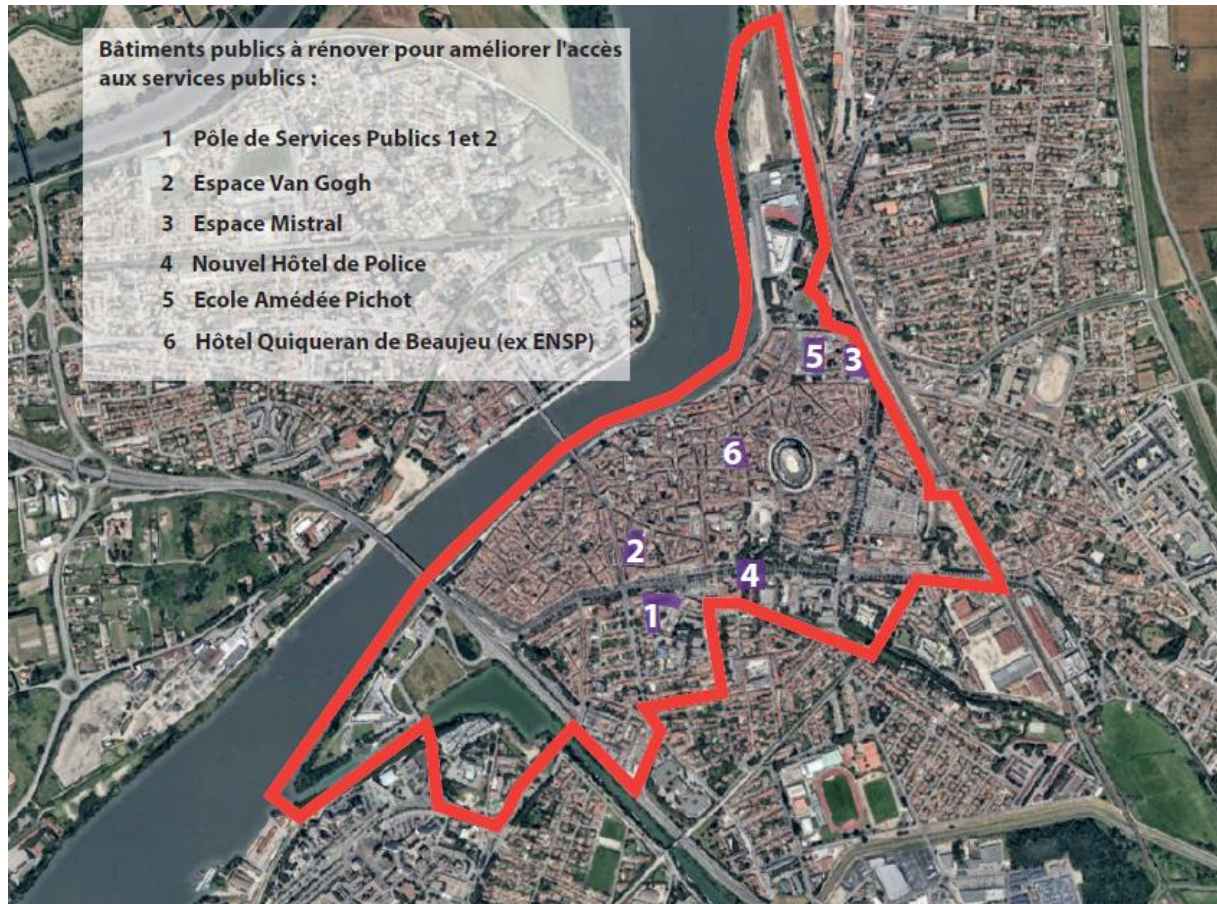 Bâtiments publics à rénover pour améliorer l'accès
aux services publics :
1 Pôle de Services Publics 1et 2
2 Espace Van Gogh
3 Espace Mistral
4 Nouvel Hôtel de Police
5 Ecole Amédée Pichot
6 Hôtel Quiqueran de Beaujeu (ex ENSP)
5
3
6
2
4
1